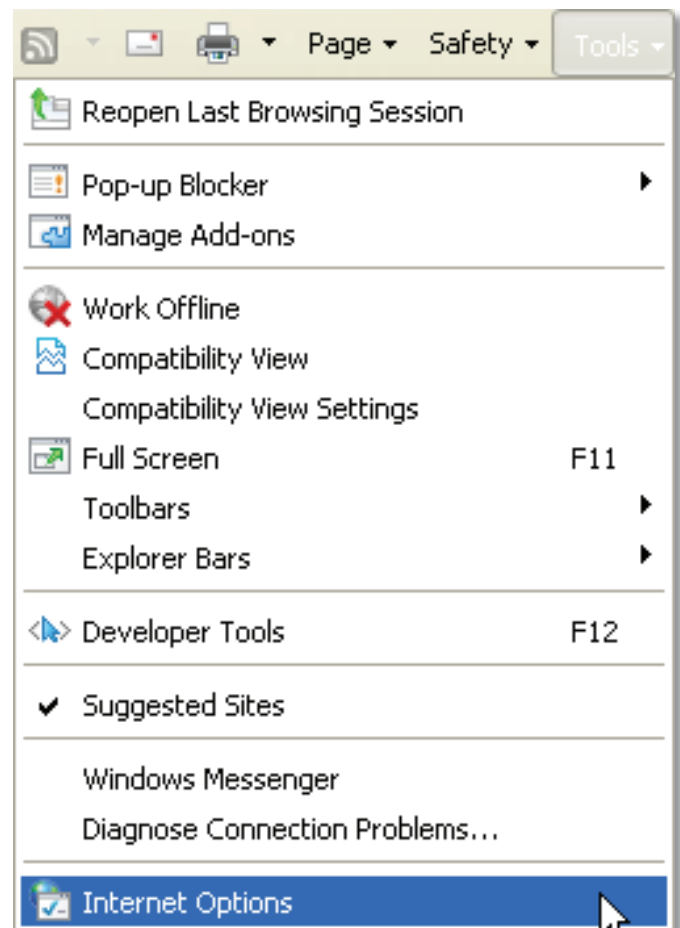 Page Safety Tools
Reopen Last Browsing Session
Pop-up Blocker
Manage Add-ons
Work Offline
Compatibility View
Compatibility View Settings
Full Screen F11
Toolbars
Explorer Bars
Developer Tools F12
Suggested Sites
Windows Messenger
Diagnose Connection Problems...
Internet Options